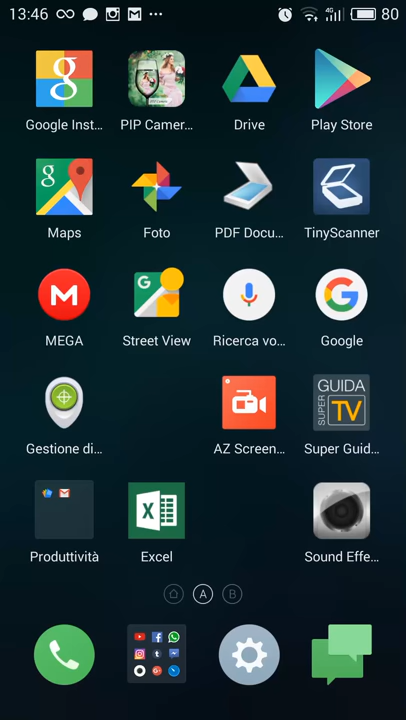 13:46 ... 4G 80
Google Inst... PIP Camer... Drive Play Store
Maps Foto PDF Docu... TinyScanner
MEGA Street View Ricerca vo... Google
GUIDA
SUPER TV
Gestione di... AZ Screen... Super Guid...
Produttività Excel Sound Effe...
A B